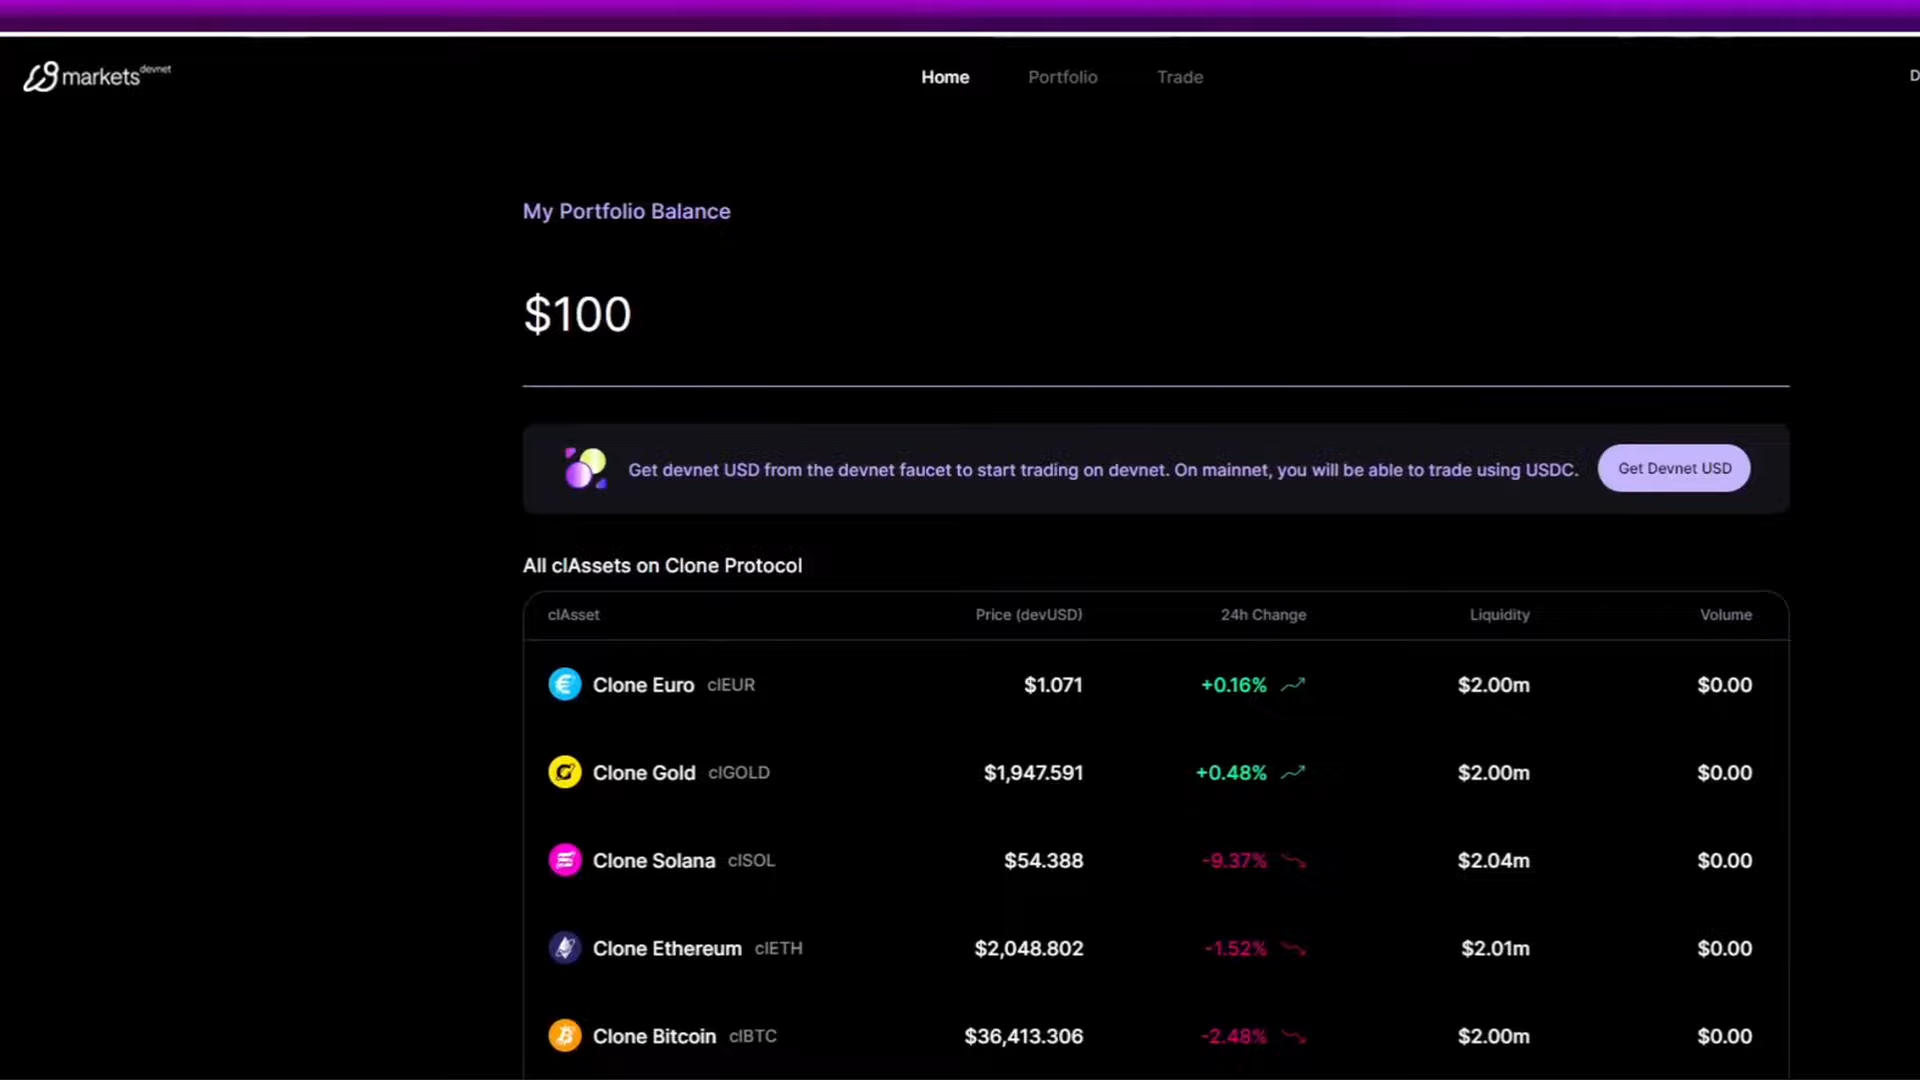 markets devnet
Home Portfolio Trade D
My Portfolio Balance
$100
Get devnet USD from the devnet faucet to start trading on devnet. On mainnet, you will be able to trade using USDC. Get Devnet USD
All clAssets on Clone Protocol
clAsset Price (devUSD) 24h Change Liquidity Volume
Clone Euro clEUR $1.071 +0.16% $2.00m $0.00
Clone Gold clGOLD $1,947.591 +0.48% $2.00m $0.00
Clone Solana clSOL $54.388 -9.37% $2.04m $0.00
Clone Ethereum clETH $2,048.802 -1.52% $2.01m $0.00
Clone Bitcoin clBTC $36,413.306 -2.48% $2.00m $0.00